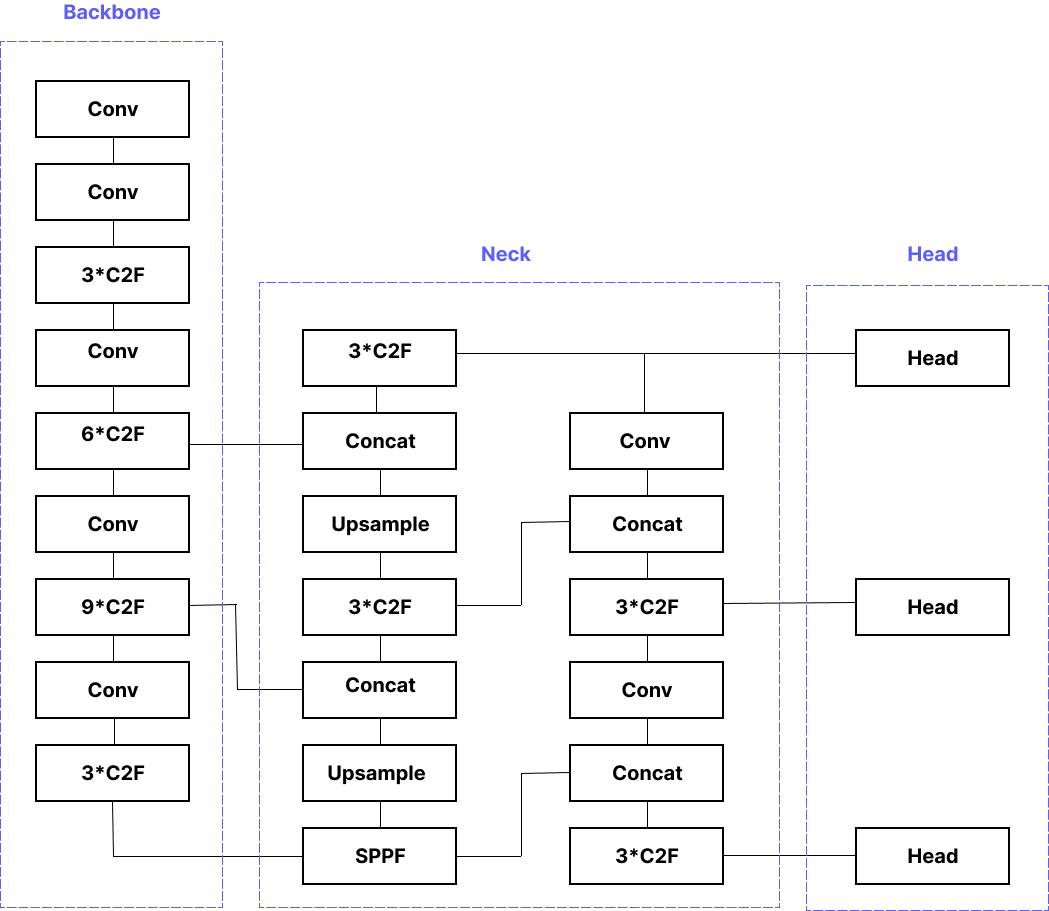 Backbone
Conv
Conv
3*C2F
Conv
6*C2F
Conv
9*C2F
Conv
3*C2F
Neck
3*C2F
Concat
Upsample
3*C2F
Concat
Upsample
SPPF
Conv
Concat
3*C2F
Conv
Concat
3*C2F
Head
Head
Head
Head